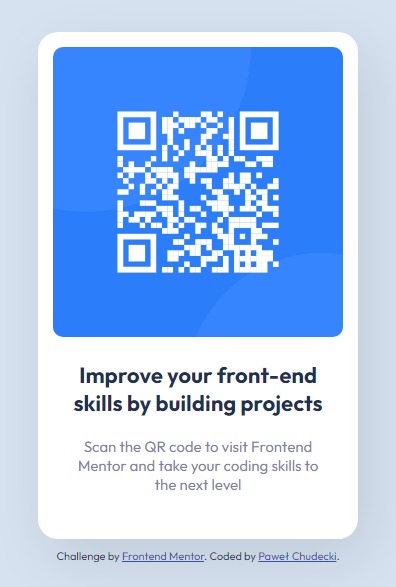 Improve your front-end
skills by building projects
Scan the QR code to visit Frontend
Mentor and take your coding skills to
the next level
Challenge by Frontend Mentor. Coded by Paweł Chudecki.